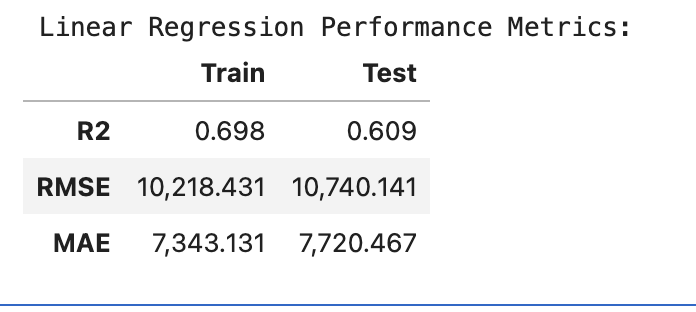 Linear Regression Performance Metrics:
Train Test
R2 0.698 0.609
RMSE 10,218.431 10,740.141
MAE 7,343.131 7,720.467